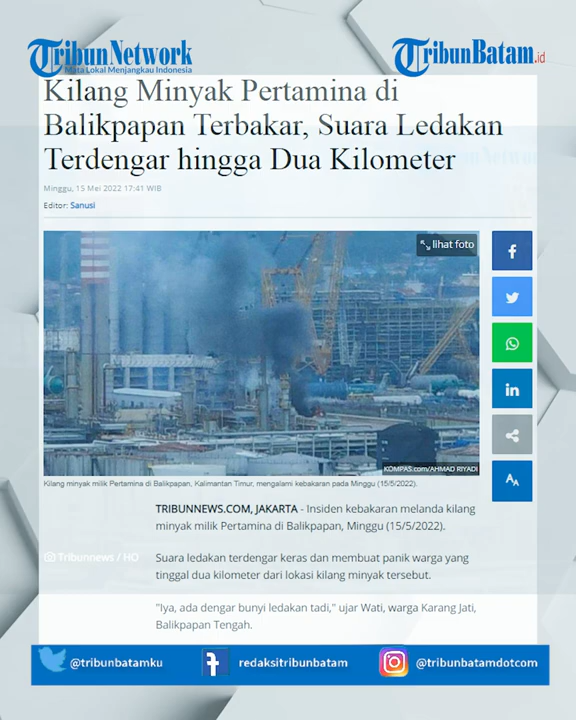 TribunNetwork
Mata Lokal Menjangkau Indonesia
TribunBatam.id
Kilang Minyak Pertamina di
Balikpapan Terbakar, Suara Ledakan
Terdengar hingga Dua Kilometer
Minggu, 15 Mei 2022 17:41 WIB
Editor: Sanusi
lihat foto
KOMPAS.com/AHMAD RIYADI
Kilang minyak milik Pertamina di Balikpapan, Kalimantan Timur, mengalami kebakaran pada Minggu (15/5/2022).
TRIBUNNEWS.COM, JAKARTA - Insiden kebakaran melanda kilang
minyak milik Pertamina di Balikpapan, Minggu (15/5/2022).
Tribunnews / HO
Suara ledakan terdengar keras dan membuat panik warga yang
tinggal dua kilometer dari lokasi kilang minyak tersebut.
"Iya, ada dengar bunyi ledakan tadi," ujar Wati, warga Karang Jati,
Balikpapan Tengah.
@tribunbatamku redaksitribunbatam @tribunbatamdotcom